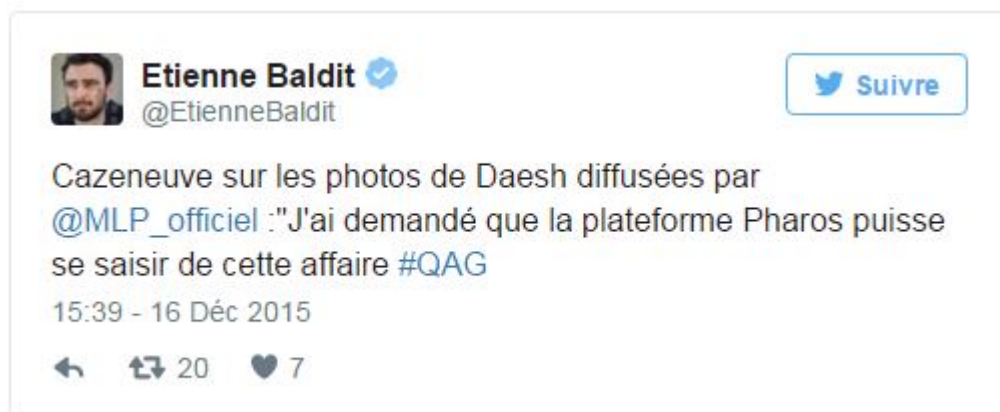 Etienne Baldit
Suivre
@EtienneBaldit
Cazeneuve sur les photos de Daesh diffusées par
@MLP_officiel :"J'ai demandé que la plateforme Pharos puisse
se saisir de cette affaire #QAG
15:39 - 16 Déc 2015
20 7